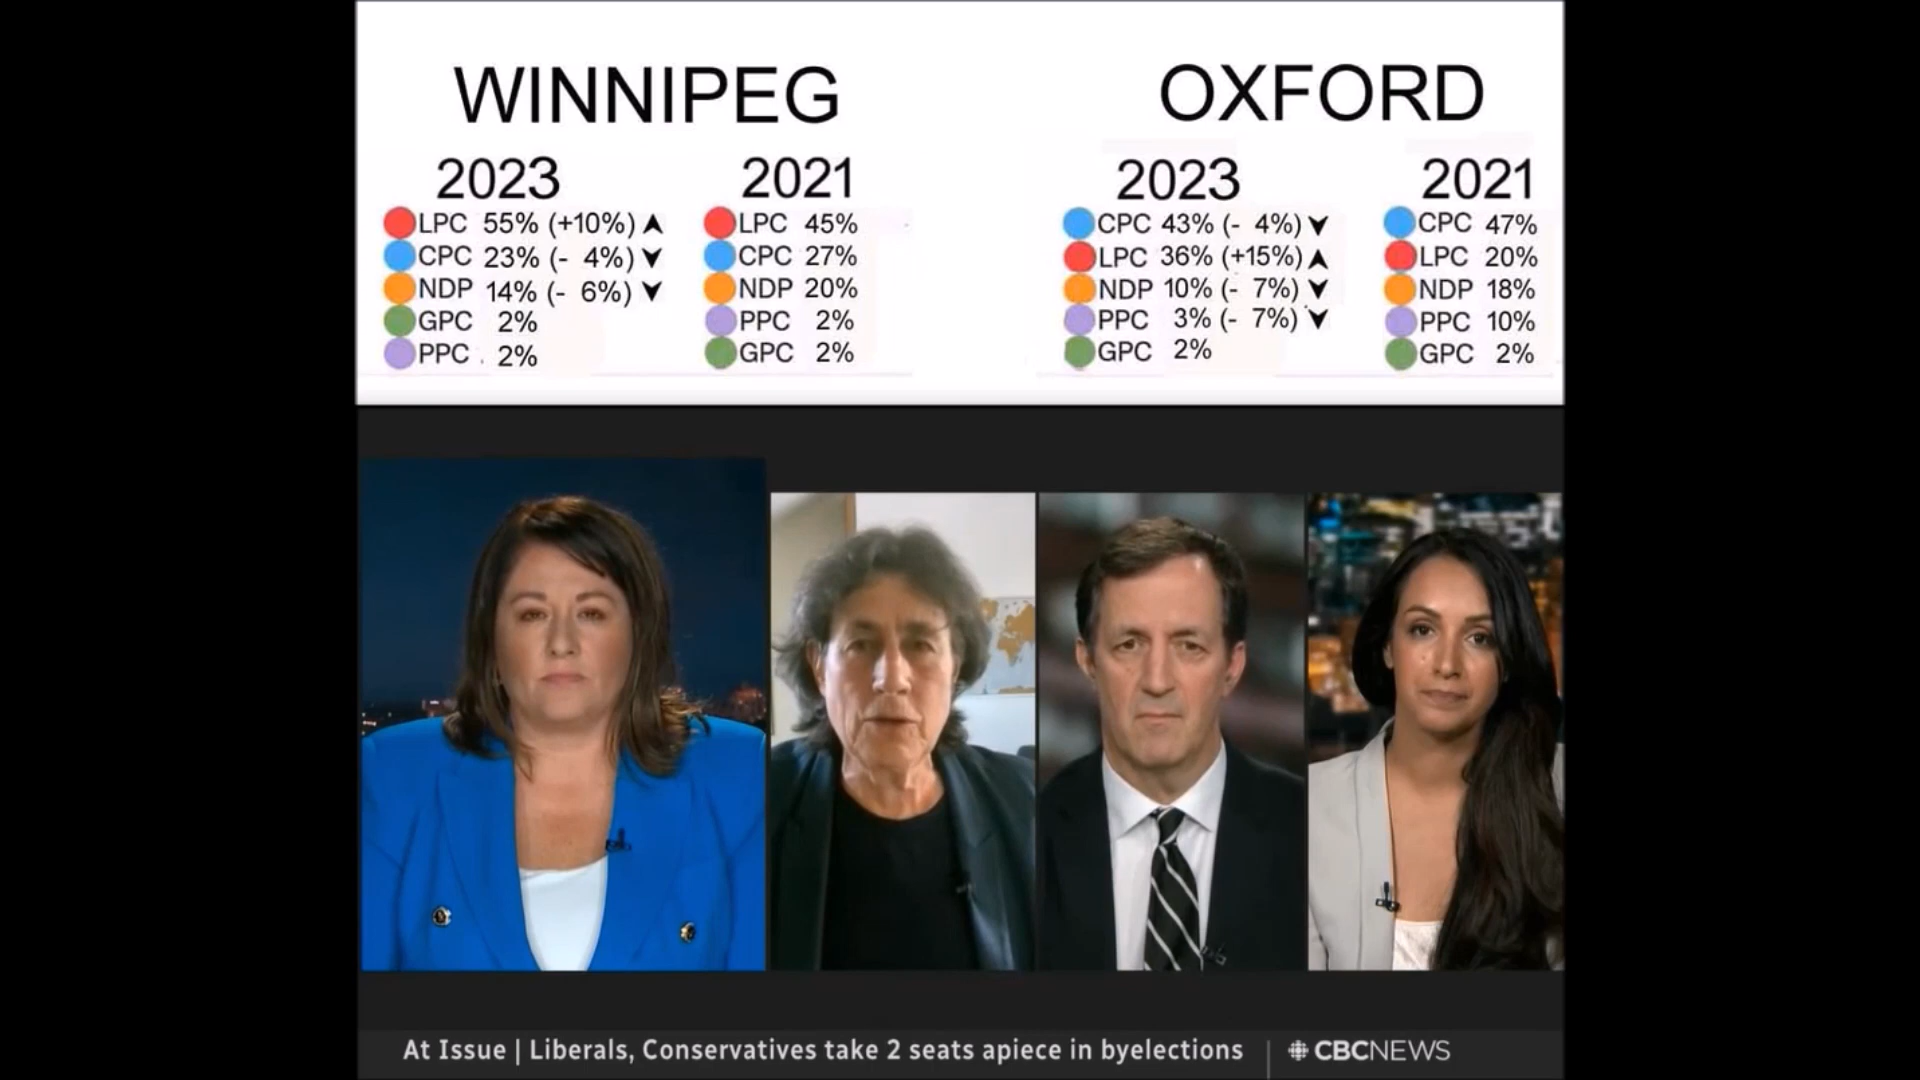 WINNIPEG
2023
LPC 55% (+10%)
CPC 23% (- 4%)
NDP 14% (- 6%)
GPC 2%
PPC . 2%
2021
LPC 45%
CPC 27%
NDP 20%
PPC 2%
GPC 2%
OXFORD
2023
CPC 43% (- 4%)
LPC 36% (+15%)
NDP 10% (- 7%)
PPC 3% (- 7%)
GPC 2%
2021
CPC 47%
LPC 20%
NDP 18%
PPC 10%
GPC 2%
At Issue | Liberals, Conservatives take 2 seats apiece in byelections
CBCNEWS